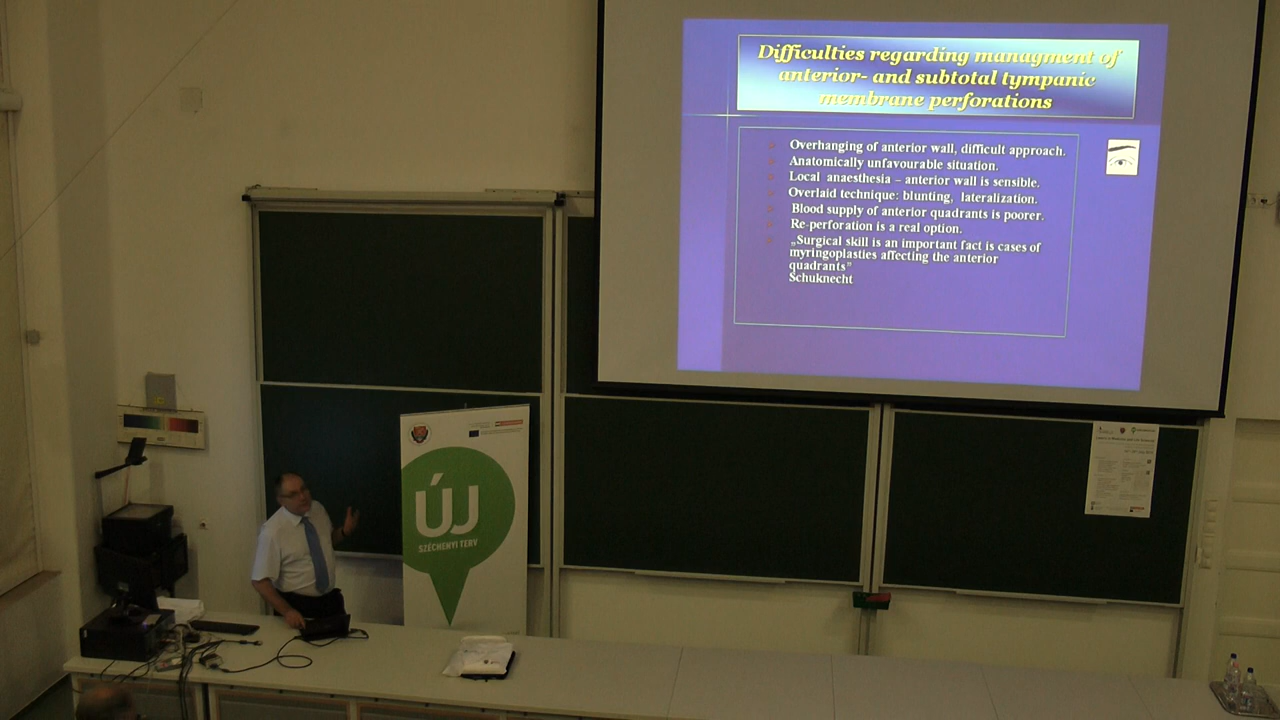 Difficulties regarding managment of
anterior- and subtotal tympanic
membrane perforations
Overhanging of anterior wall, difficult approach.
Anatomically unfavourable situation.
Local anaesthesia – anterior wall is sensible.
Overlaid technique: blunting, lateralization.
Blood supply of anterior quadrants is poorer.
Re-perforation is a real option.
„Surgical skill is an important fact is cases of
myringoplasties affecting the anterior
quadrants”
Schuknecht
ÚJ
SZÉCHENYI TERV